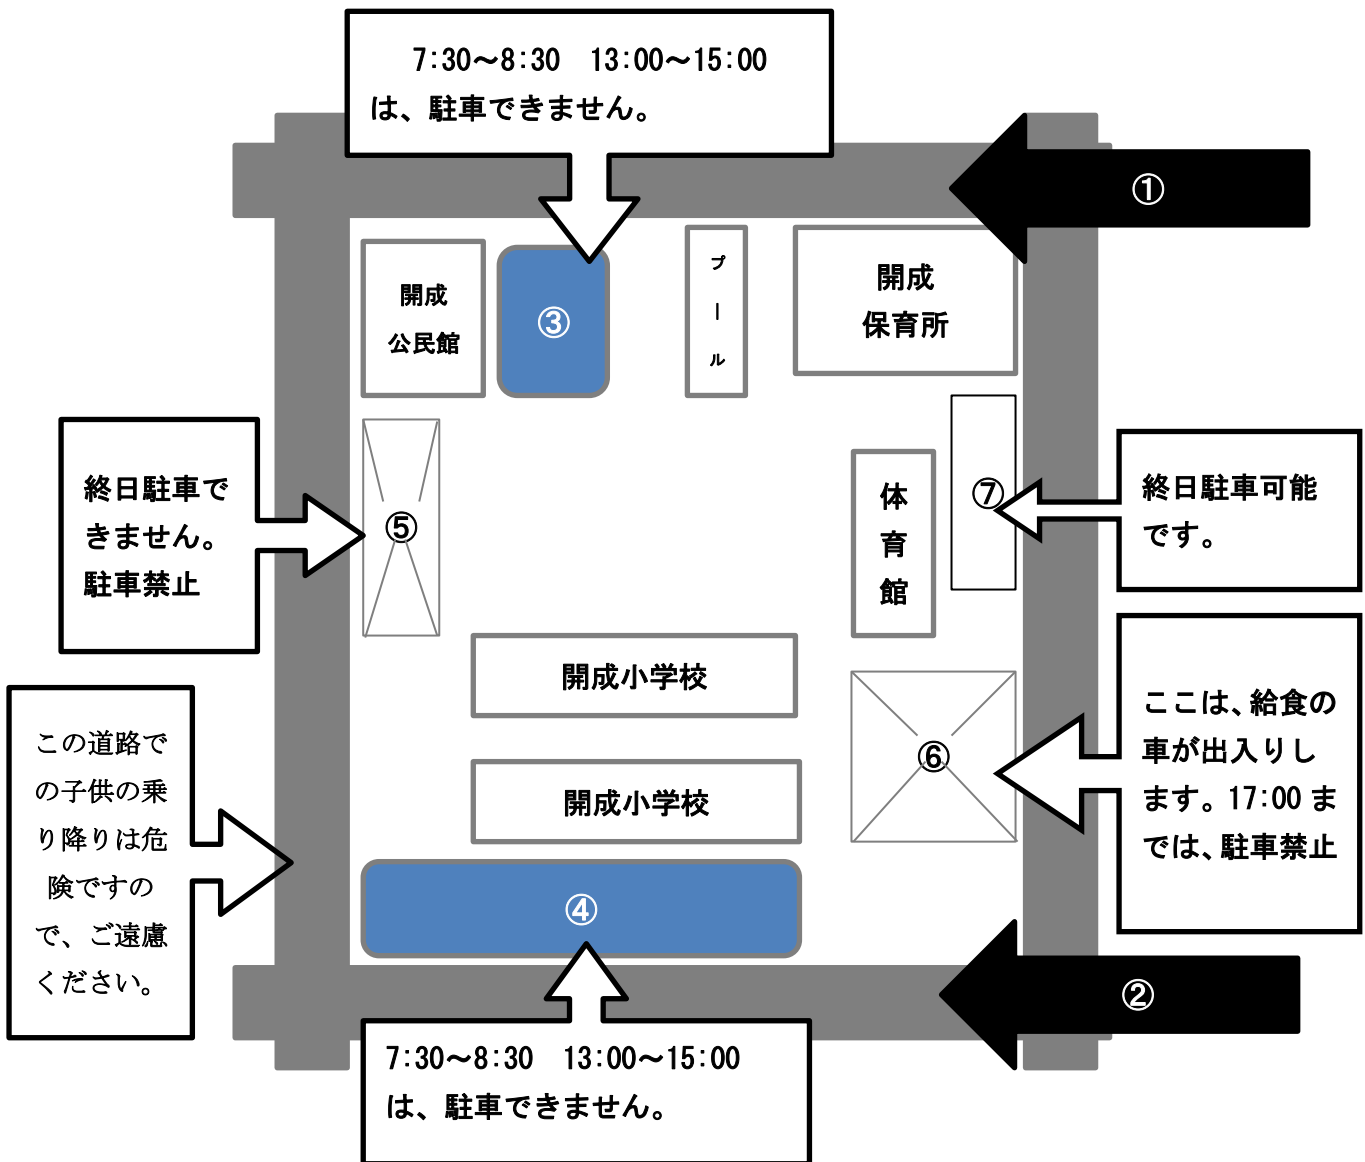 7:30～8:30　13:00～15:00
は、駐車できません。
①
開成
公民館
③
プール
開成
保育所
終日駐車で
きません。
駐車禁止
⑤
体育館
⑦
終日駐車可能
です。
開成小学校
開成小学校
⑥
ここは、給食の
車が出入りし
ます。17:00 ま
では、駐車禁止
この道路で
の子供の乗
り降りは危
険ですの
で、ご遠慮
ください。
④
②
7:30～8:30　13:00～15:00
は、駐車できません。